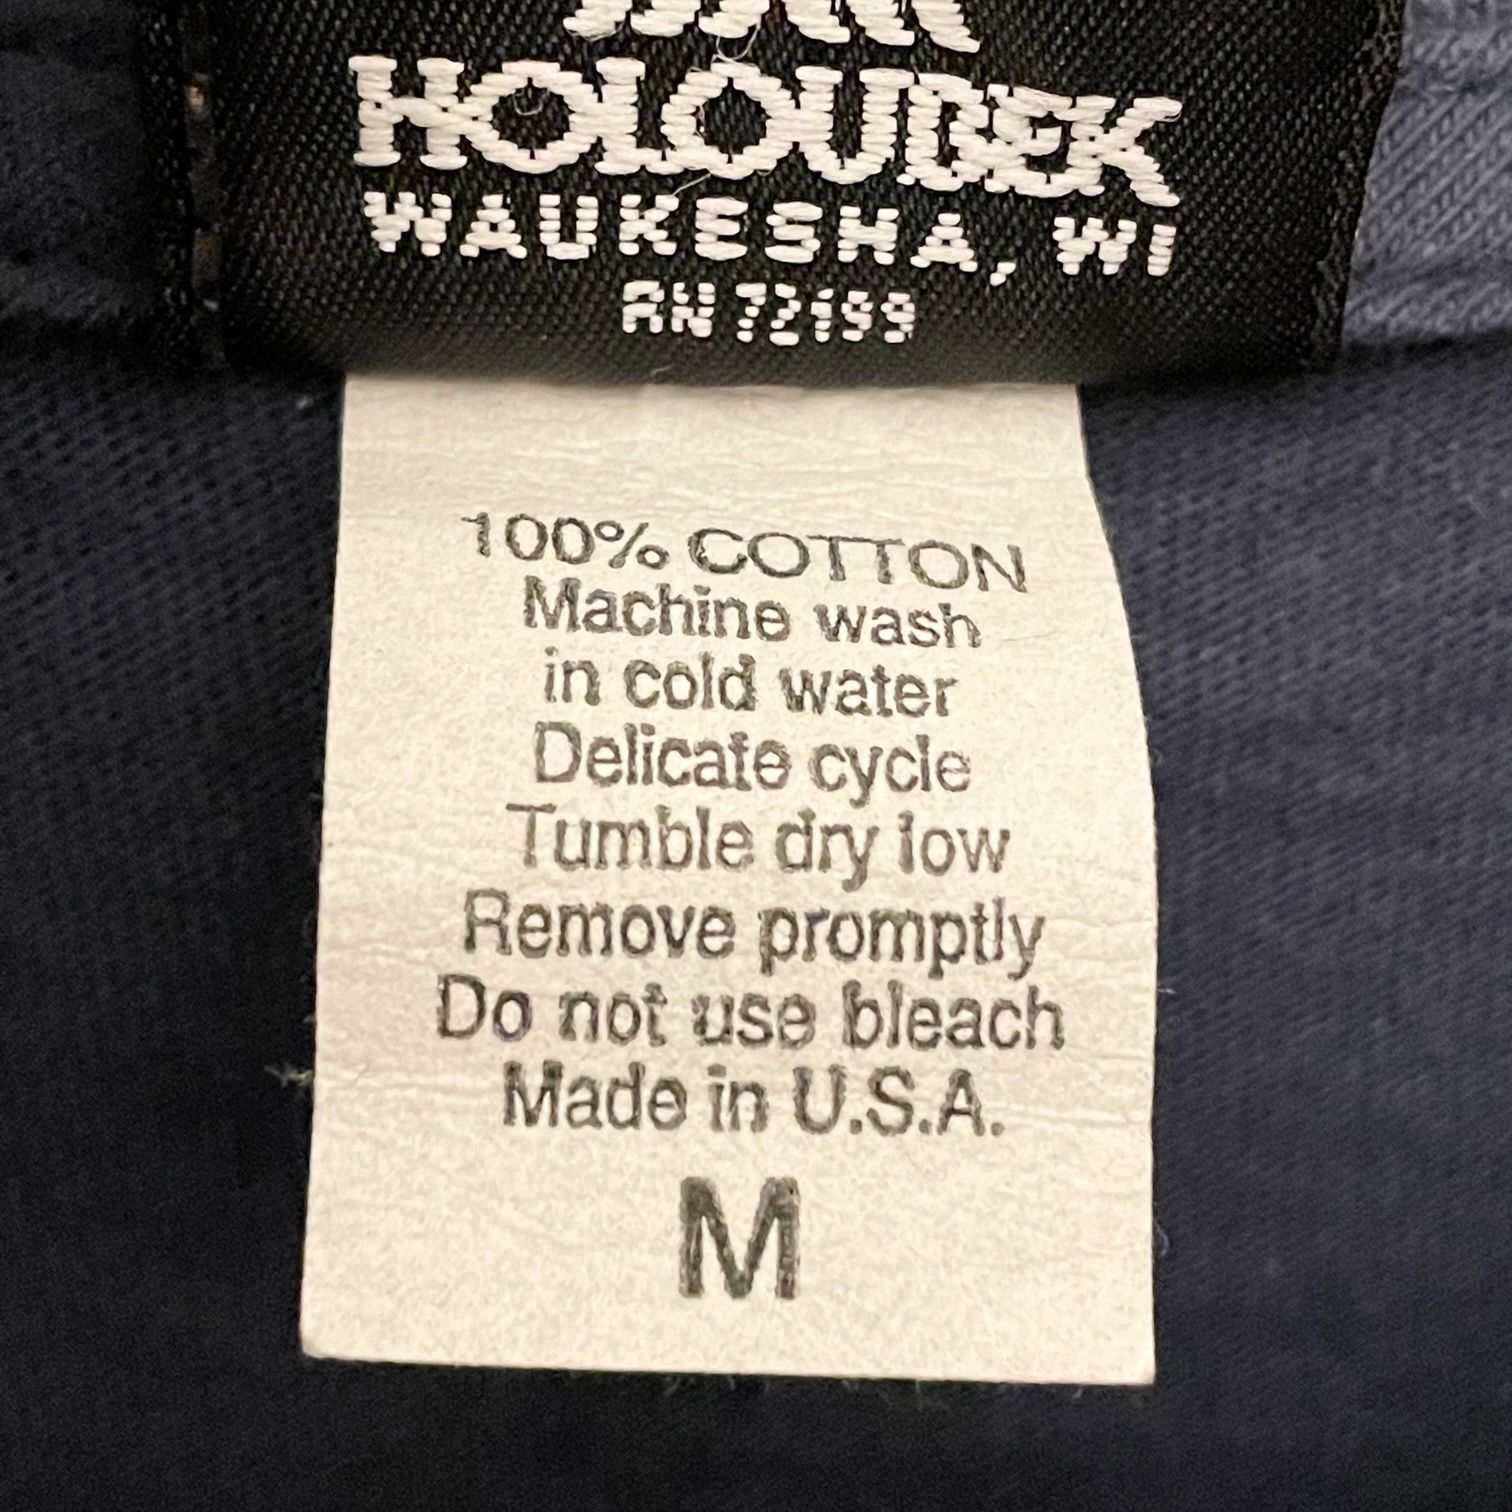 HOLOUBEK
WAUKESHA, WI
RN 72199
100% COTTON
Machine wash
in cold water
Delicate cycle
Tumble dry low
Remove promptly
Do not use bleach
Made in U.S.A.
M